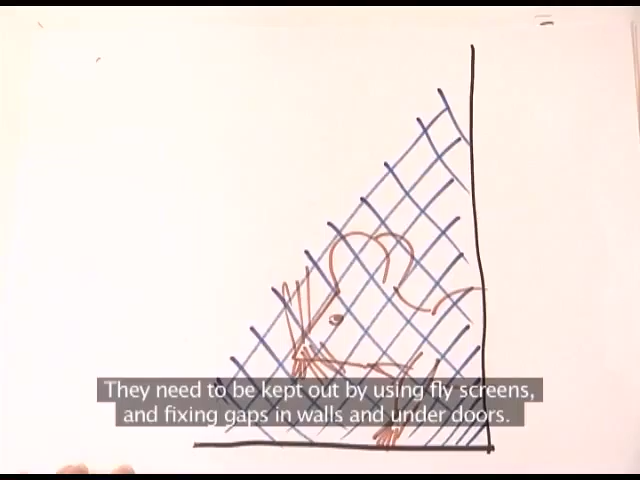 They need to be kept out by using fly screens,
and fixing gaps in walls and under doors.